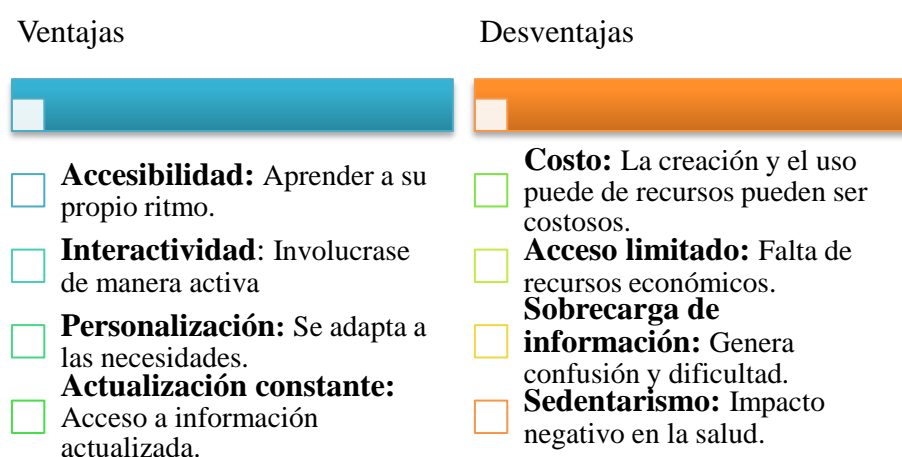 Ventajas
Accesibilidad: Aprender a su
propio ritmo.
Interactividad: Involucrase
de manera activa
Personalización: Se adapta a
las necesidades.
Actualización constante:
Acceso a información
actualizada.
Desventajas
Costo: La creación y el uso
puede de recursos pueden ser
costosos.
Acceso limitado: Falta de
recursos económicos.
Sobrecarga de
información: Genera
confusión y dificultad.
Sedentarismo: Impacto
negativo en la salud.